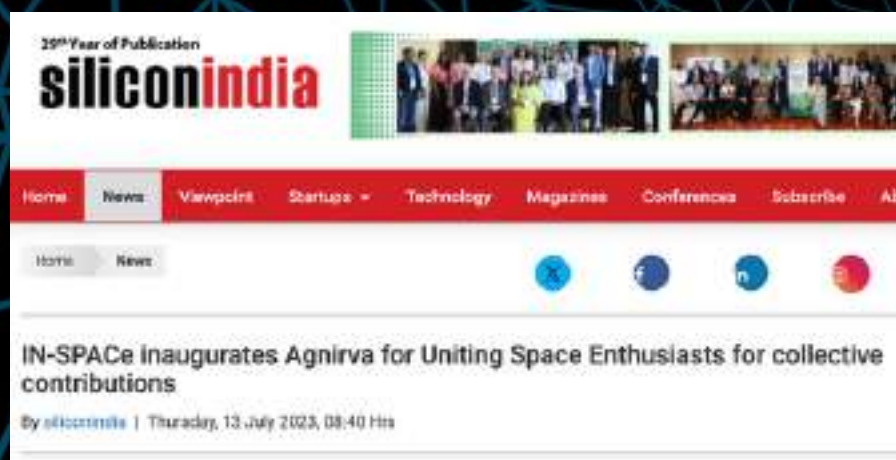 29th Year of Publication
siliconindia
Home News Viewpoint Startups Technology Magazines Conferences Subscribe
Home News
IN-SPACe inaugurates Agnirva for Uniting Space Enthusiasts for collective
contributions
By siliconindia | Thursday, 13 July 2023, 08:40 Hrs